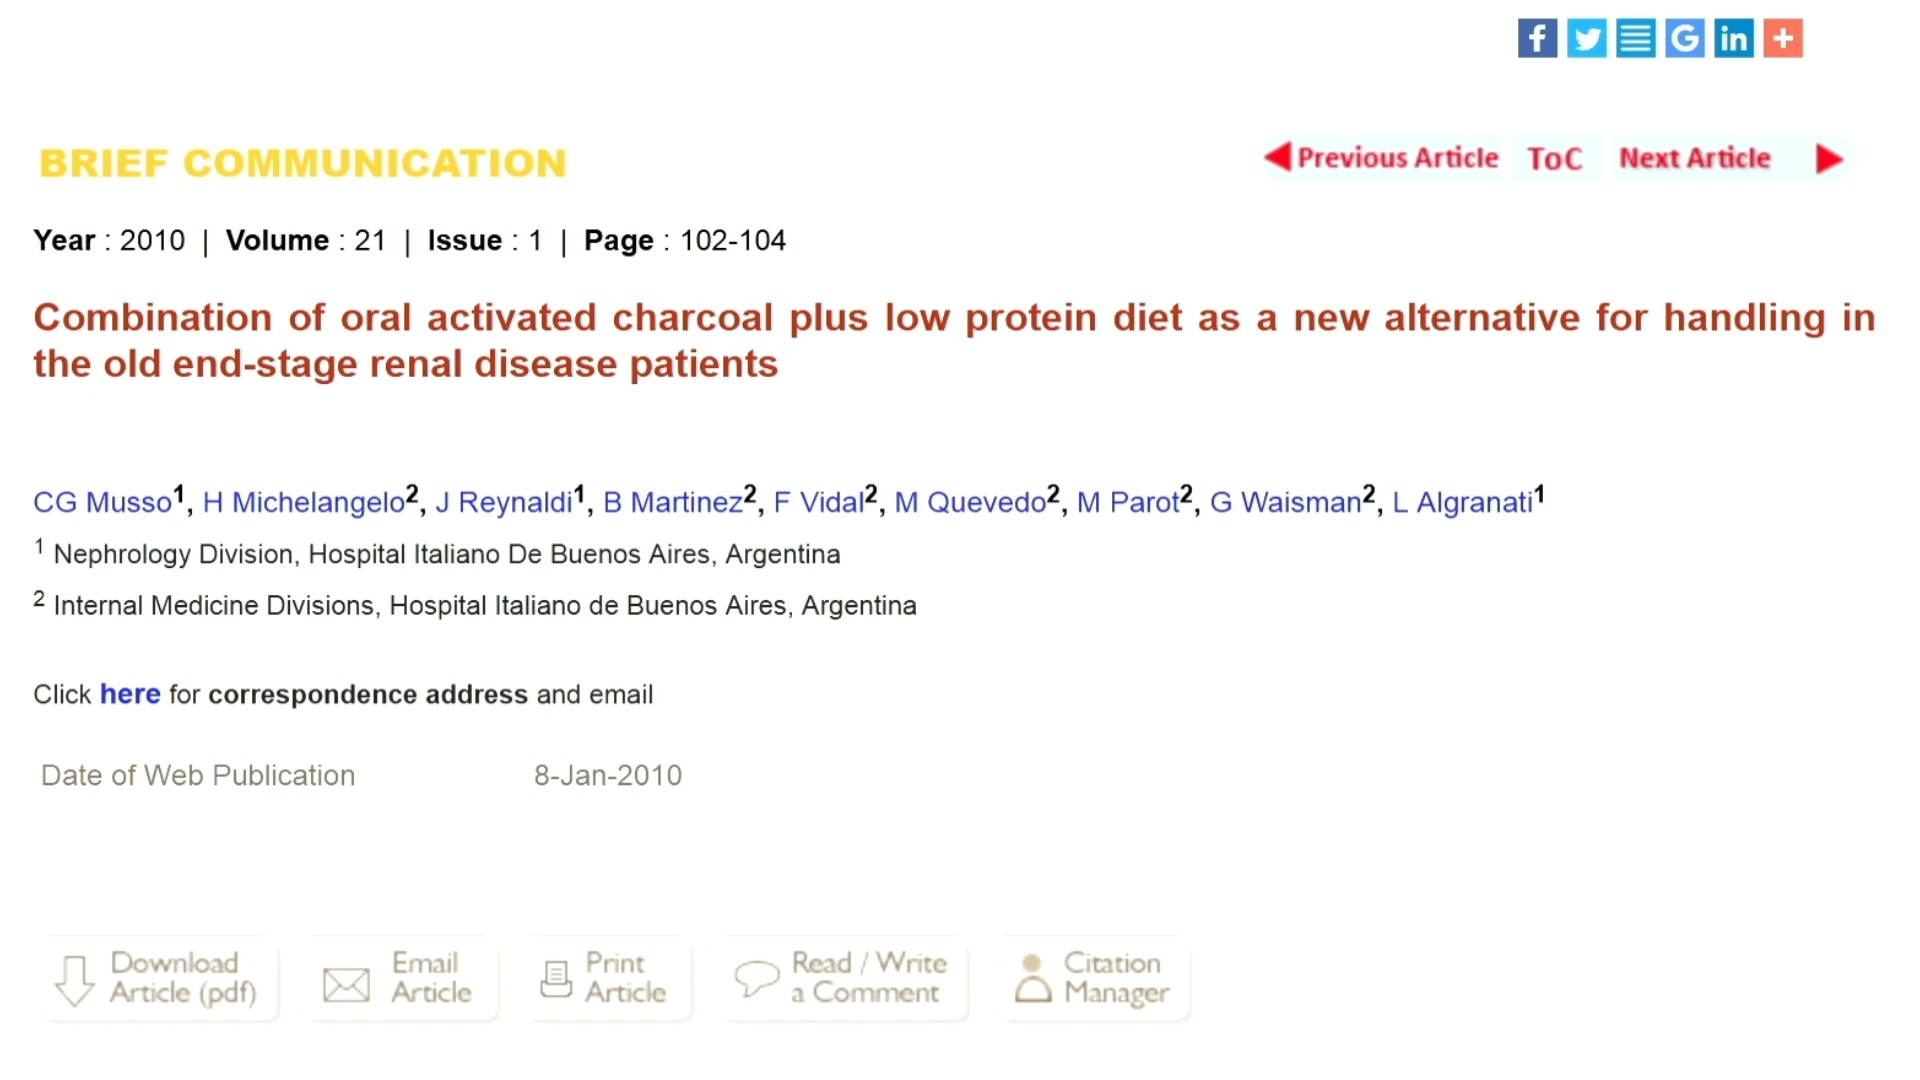 BRIEF COMMUNICATION
Previous Article ToC Next Article
Year : 2010 | Volume : 21 | Issue : 1 | Page : 102-104
Combination of oral activated charcoal plus low protein diet as a new alternative for handling in
the old end-stage renal disease patients
CG Musso1, H Michelangelo2, J Reynaldi1, B Martinez2, F Vidal2, M Quevedo2, M Parot2, G Waisman2, L Algranati1
1 Nephrology Division, Hospital Italiano De Buenos Aires, Argentina
2 Internal Medicine Divisions, Hospital Italiano de Buenos Aires, Argentina
Click here for correspondence address and email
Date of Web Publication 8-Jan-2010
Download Article (pdf)
Email Article
Print Article
Read / Write a Comment
Citation Manager